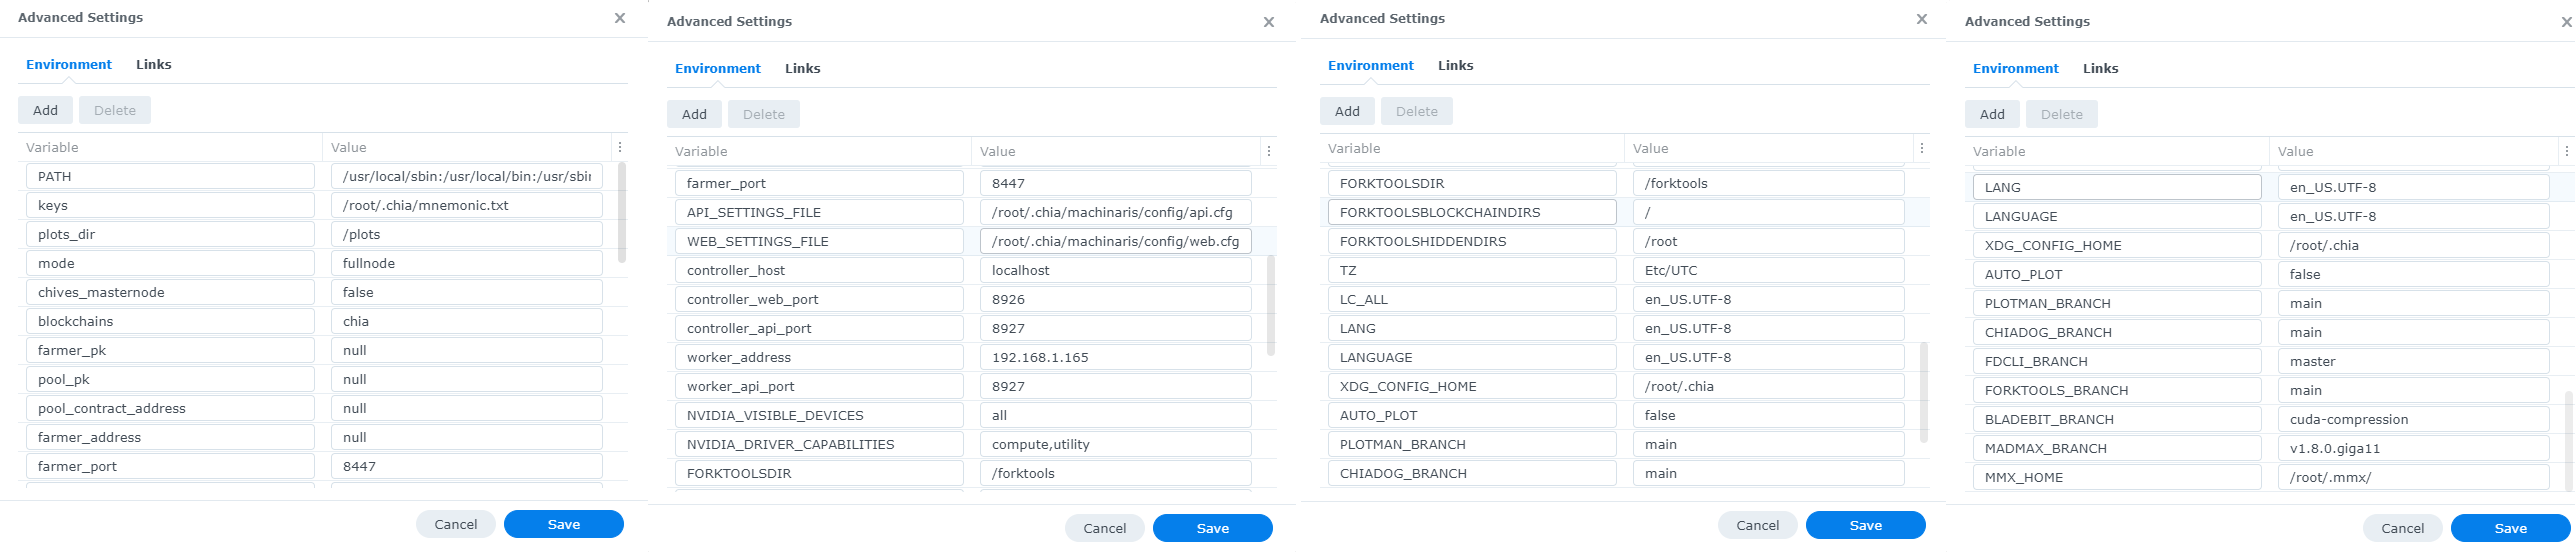 Advanced Settings
Environment Links
Add Delete
Variable Value
PATH /usr/local/sbin:/usr/local/bin:/usr/sbin
keys /root/.chia/mnemonic.txt
plots_dir /plots
mode fullnode
chives_masternode false
blockchains chia
farmer_pk null
pool_pk null
pool_contract_address null
farmer_address null
farmer_port 8447
Cancel Save
Advanced Settings
Environment Links
Add Delete
Variable Value
farmer_port 8447
API_SETTINGS_FILE /root/.chia/machinaris/config/api.cfg
WEB_SETTINGS_FILE /root/.chia/machinaris/config/web.cfg
controller_host localhost
controller_web_port 8926
controller_api_port 8927
worker_address 192.168.1.165
worker_api_port 8927
NVIDIA_VISIBLE_DEVICES all
NVIDIA_DRIVER_CAPABILITIES compute,utility
FORKTOOLSDIR /forktools
Cancel Save
Advanced Settings
Environment Links
Add Delete
Variable Value
FORKTOOLSDIR /forktools
FORKTOOLSBLOCKCHAINDIRS /
FORKTOOLSHIDDENDIRS /root
TZ Etc/UTC
LC_ALL en_US.UTF-8
LANG en_US.UTF-8
LANGUAGE en_US.UTF-8
XDG_CONFIG_HOME /root/.chia
AUTO_PLOT false
PLOTMAN_BRANCH main
CHIADOG_BRANCH main
Cancel Save
Advanced Settings
Environment Links
Add Delete
Variable Value
LANG en_US.UTF-8
LANGUAGE en_US.UTF-8
XDG_CONFIG_HOME /root/.chia
AUTO_PLOT false
PLOTMAN_BRANCH main
CHIADOG_BRANCH main
FDCLI_BRANCH master
FORKTOOLS_BRANCH main
BLADEBIT_BRANCH cuda-compression
MADMAX_BRANCH v1.8.0.giga11
MMX_HOME /root/.mmx/
Cancel Save